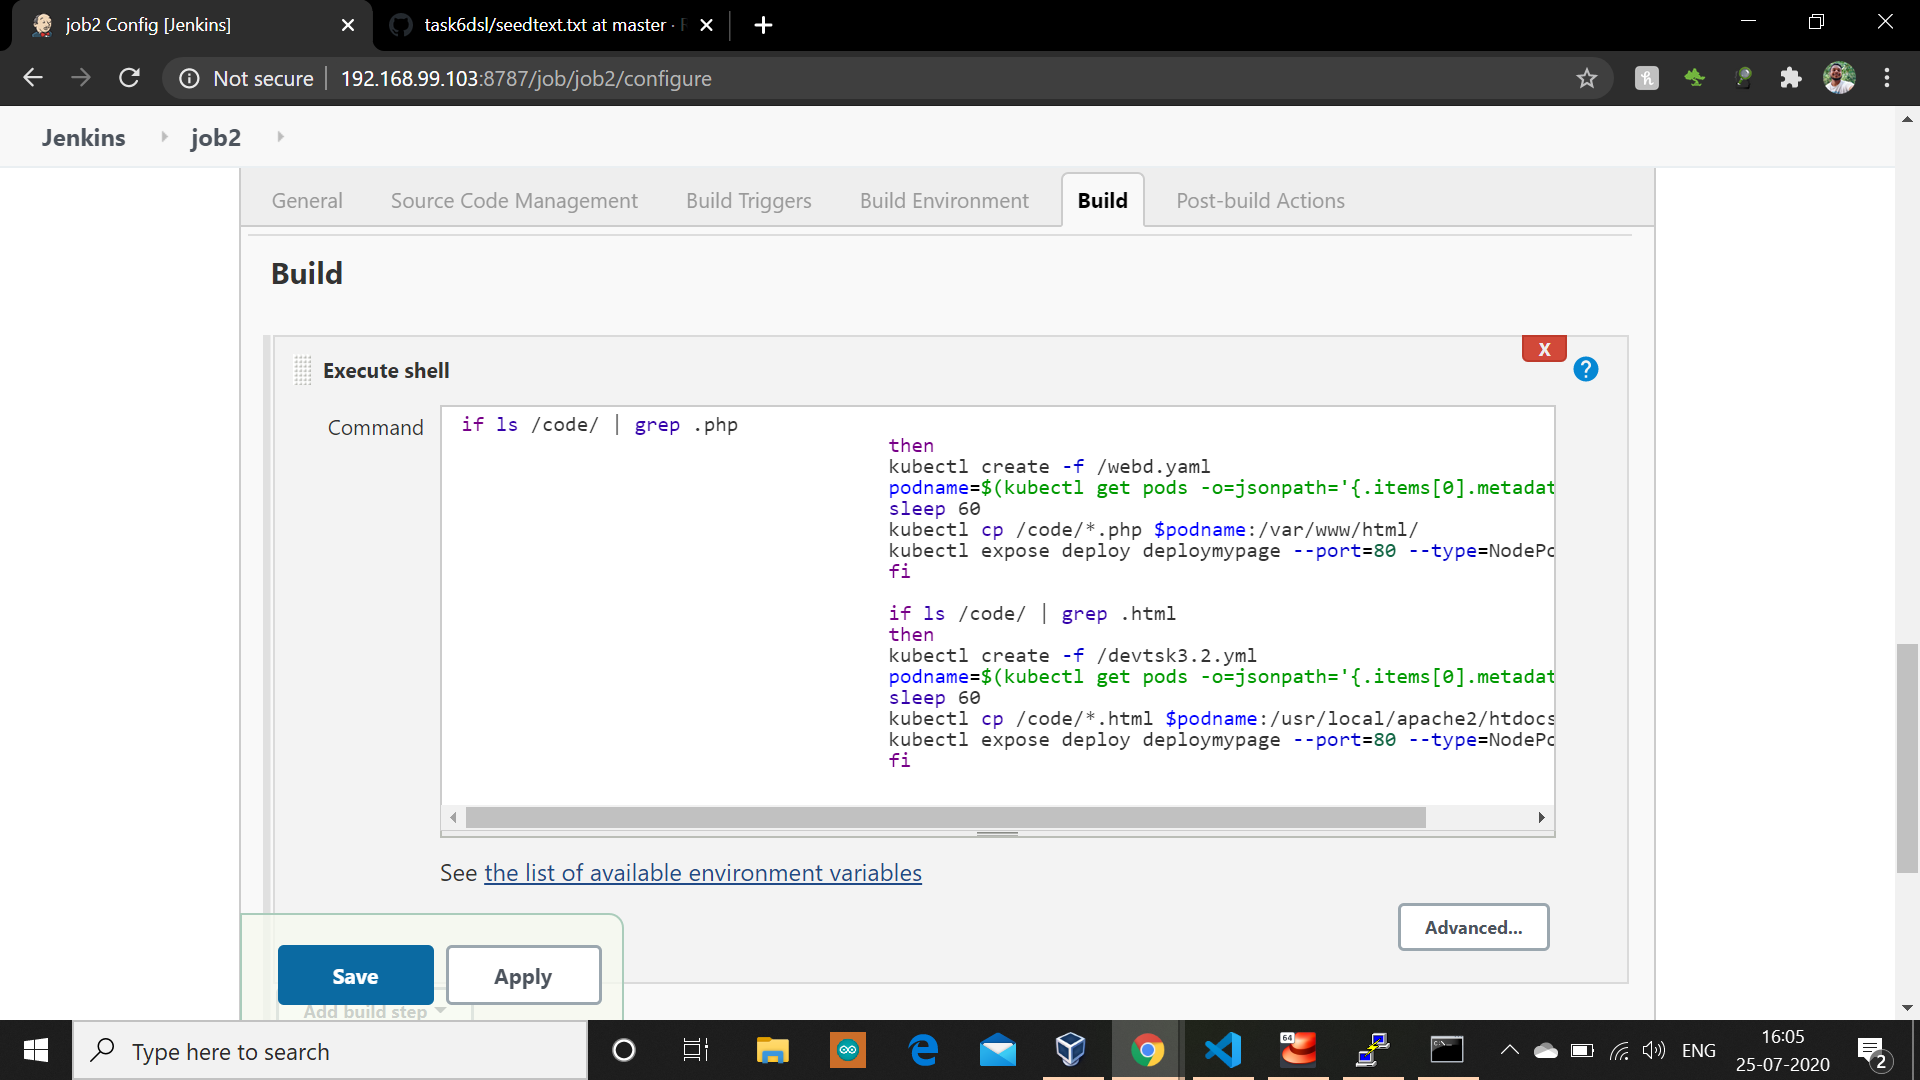 job2 Config [Jenkins]
task6dsl/seedtext.txt at master ·
Not secure
192.168.99.103:8787/job/job2/configure
Jenkins
job2
General
Source Code Management
Build Triggers
Build Environment
Build
Post-build Actions
Build
X
Execute shell
?
Command
if ls /code/ | grep .php
then
kubectl create -f /webd.yaml
podname=$(kubectl get pods -o=jsonpath='{.items[0].metadat
sleep 60
kubectl cp /code/*.php $podname:/var/www/html/
kubectl expose deploy deploymypage --port=80 --type=NodePo
fi
if ls /code/ | grep .html
then
kubectl create -f /devtsk3.2.yml
podname=$(kubectl get pods -o=jsonpath='{.items[0].metadat
sleep 60
kubectl cp /code/*.html $podname:/usr/local/apache2/htdocs
kubectl expose deploy deploymypage --port=80 --type=NodePo
fi
See the list of available environment variables
Advanced...
Save
Apply
Add build step
Type here to search
64
ENG
16:05
25-07-2020
2